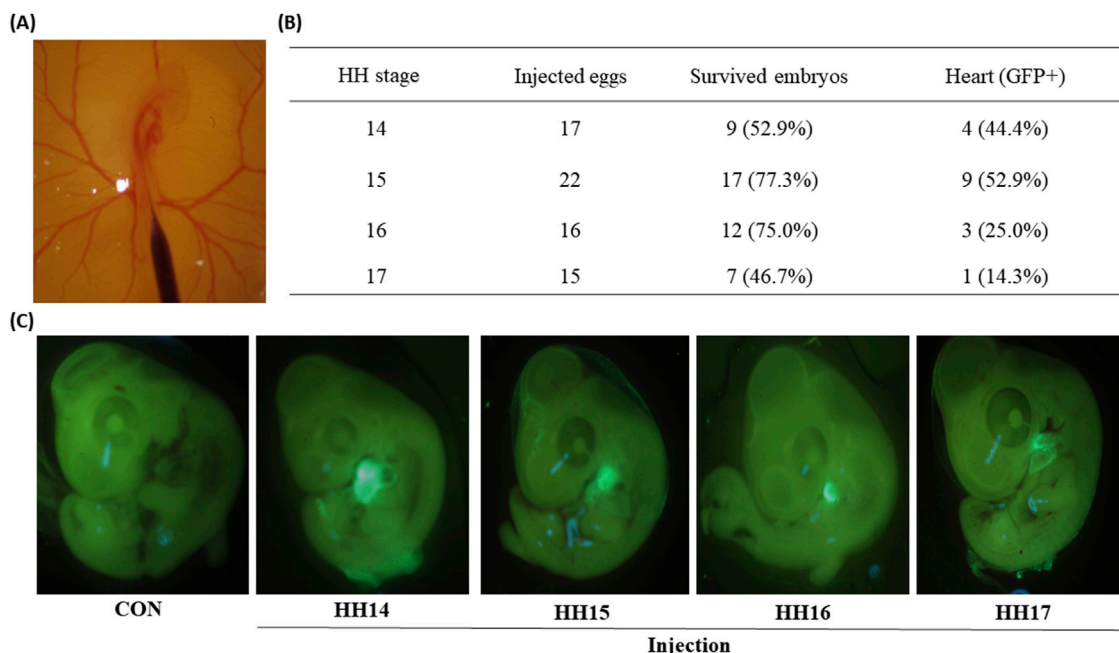 (A)
(B)
HH stage Injected eggs Survived embryos Heart (GFP+)
14 17 9 (52.9%) 4 (44.4%)
15 22 17 (77.3%) 9 (52.9%)
16 16 12 (75.0%) 3 (25.0%)
17 15 7 (46.7%) 1 (14.3%)
(C)
CON HH14 HH15 HH16 HH17
Injection